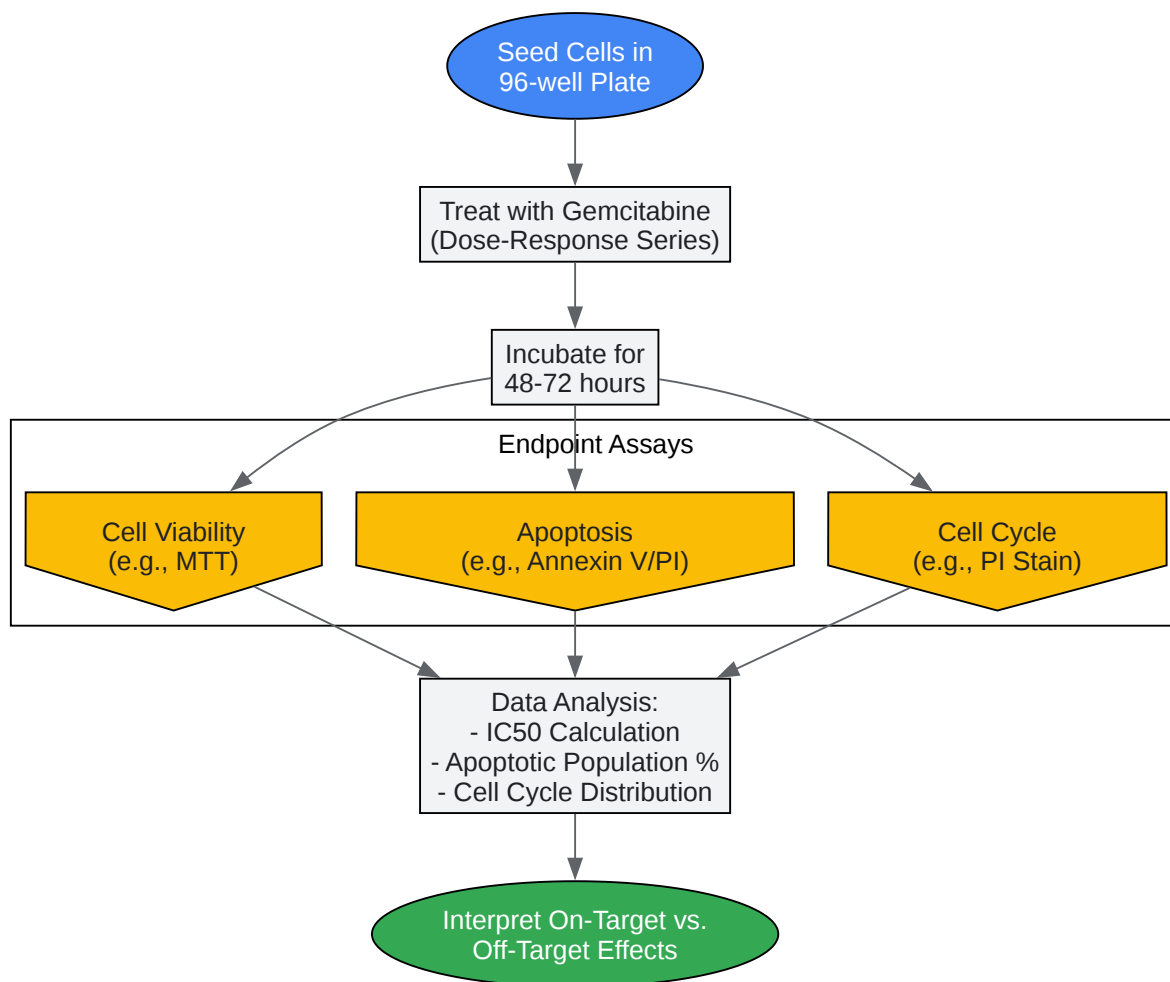 Seed Cells in
96-well Plate
Treat with Gemcitabine
(Dose-Response Series)
Incubate for
48-72 hours
Endpoint Assays
Cell Viability
(e.g., MTT)
Apoptosis
(e.g., Annexin V/PI)
Cell Cycle
(e.g., PI Stain)
Data Analysis:
- IC50 Calculation
- Apoptotic Population %
- Cell Cycle Distribution
Interpret On-Target vs.
Off-Target Effects